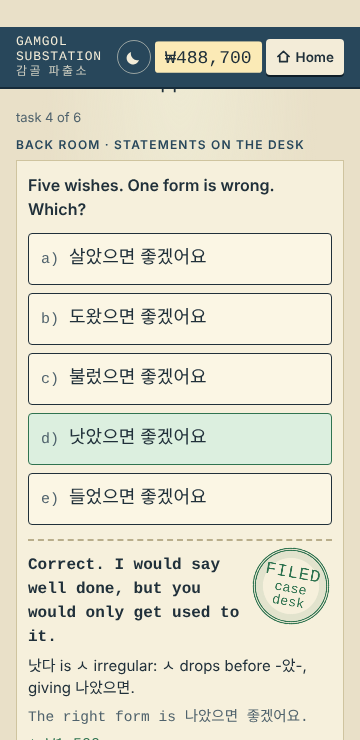 GAMGOL
SUBSTATION
감골 파출소
₩488,700
Home
task 4 of 6
BACK ROOM · STATEMENTS ON THE DESK
Five wishes. One form is wrong.
Which?
a) 살았으면 좋겠어요
b) 도왔으면 좋겠어요
c) 불렀으면 좋겠어요
d) 낫았으면 좋겠어요
e) 들었으면 좋겠어요
Correct. I would say
well done, but you
would only get used to
it.
FILED
case
desk
낫다 is ㅅ irregular: ㅅ drops before -았-,
giving 나았으면.
The right form is 나았으면 좋겠어요.